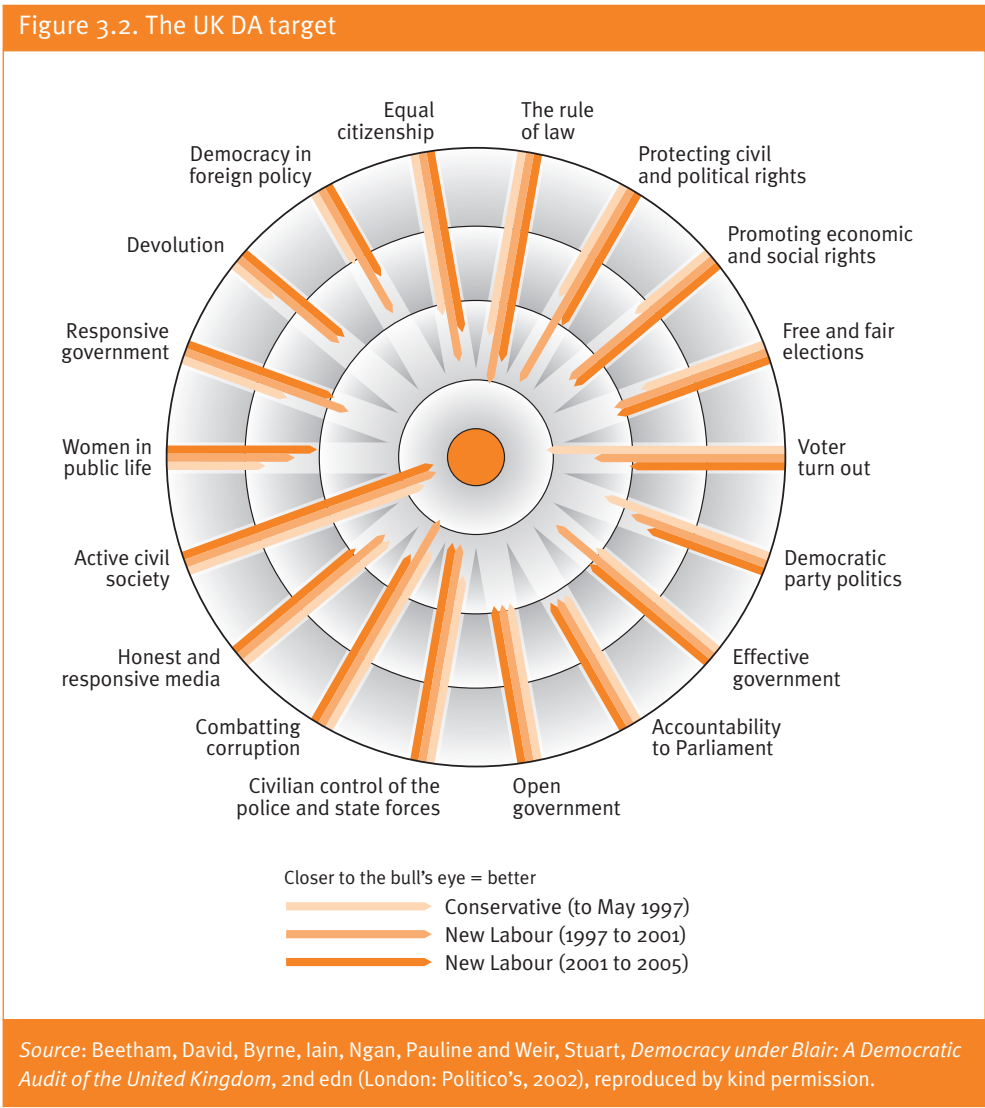 Figure 3.2. The UK DA target
Equal
citizenship
The rule
of law
Democracy in
foreign policy
Protecting civil
and political rights
Devolution
Promoting economic
and social rights
Responsive
government
Free and fair
elections
Women in
public life
Voter
turn out
Active civil
society
Democratic
party politics
Honest and
responsive media
Effective
government
Combatting
corruption
Accountability
to Parliament
Civilian control of the
police and state forces
Open
government
Closer to the bull's eye = better
Conservative (to May 1997)
New Labour (1997 to 2001)
New Labour (2001 to 2005)
Source: Beetham, David, Byrne, Iain, Ngan, Pauline and Weir, Stuart, Democracy under Blair: A Democratic
Audit of the United Kingdom, 2nd edn (London: Politico's, 2002), reproduced by kind permission.